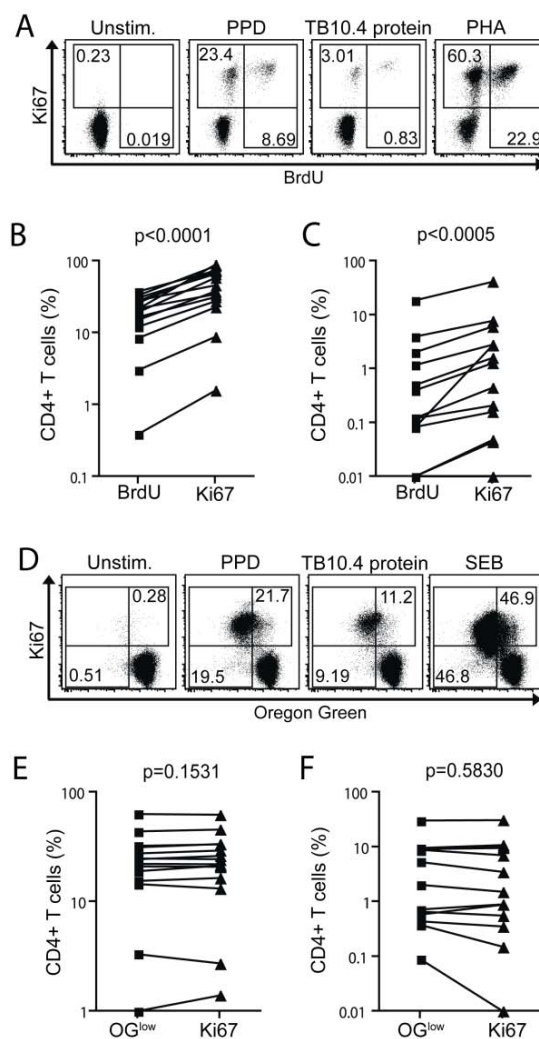 A
Unstim. PPD TB10.4 protein PHA
0.23 23.4 3.01 60.3
Ki67
0.019 8.69 0.83 22.9
BrdU
B C
p<0.0001 p<0.0005
CD4+ T cells (%) CD4+ T cells (%)
100 100
10 10
1 1
0.1 0.1
0.01
BrdU Ki67 BrdU Ki67
D
Unstim. PPD TB10.4 protein SEB
0.28 21.7 11.2 46.9
Ki67
0.51 19.5 9.19 46.8
Oregon Green
E F
p=0.1531 p=0.5830
CD4+ T cells (%) CD4+ T cells (%)
100 100
10 10
1 1
0.1
0.01
OGlow Ki67 OGlow Ki67